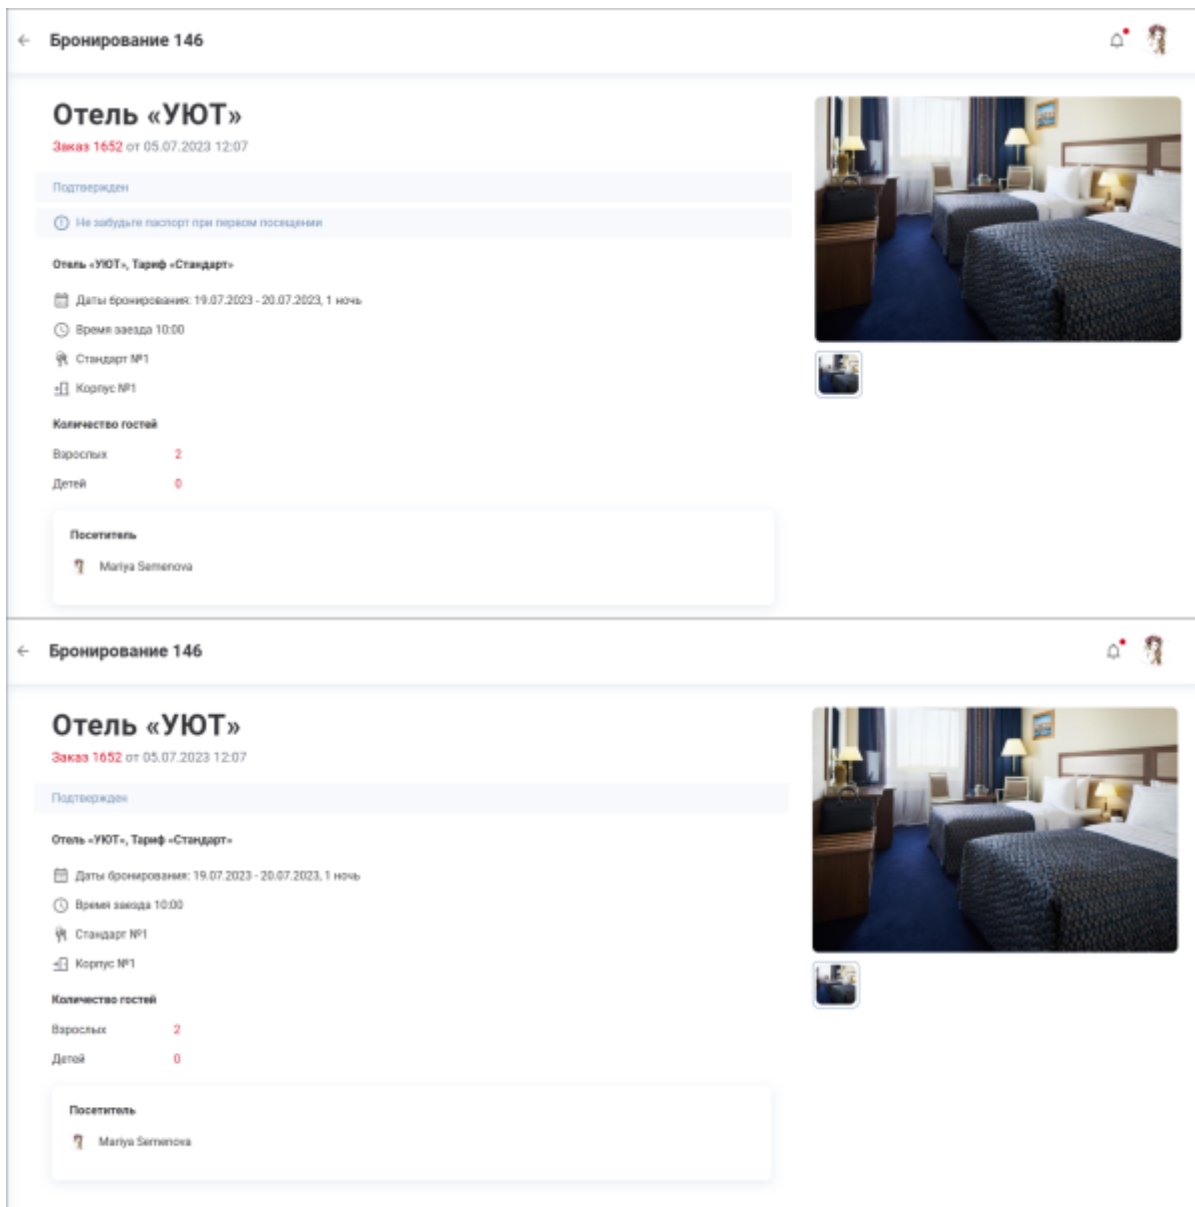 Бронирование 146
Отель «УЮТ»
Заказ 1652 от 05.07.2023 12:07
Подтвержден
Не забудьте паспорт при первом посещении
Отель «УЮТ», Тариф «Стандарт»
Даты бронирования: 19.07.2023 - 20.07.2023, 1 ночь
Время заезда 10:00
Стандарт №1
Корпус №1
Количество гостей
Взрослых 2
Детей 0
Посетитель
Mariya Semenova
Бронирование 146
Отель «УЮТ»
Заказ 1652 от 05.07.2023 12:07
Подтвержден
Отель «УЮТ», Тариф «Стандарт»
Даты бронирования: 19.07.2023 - 20.07.2023, 1 ночь
Время заезда 10:00
Стандарт №1
Корпус №1
Количество гостей
Взрослых 2
Детей 0
Посетитель
Mariya Semenova